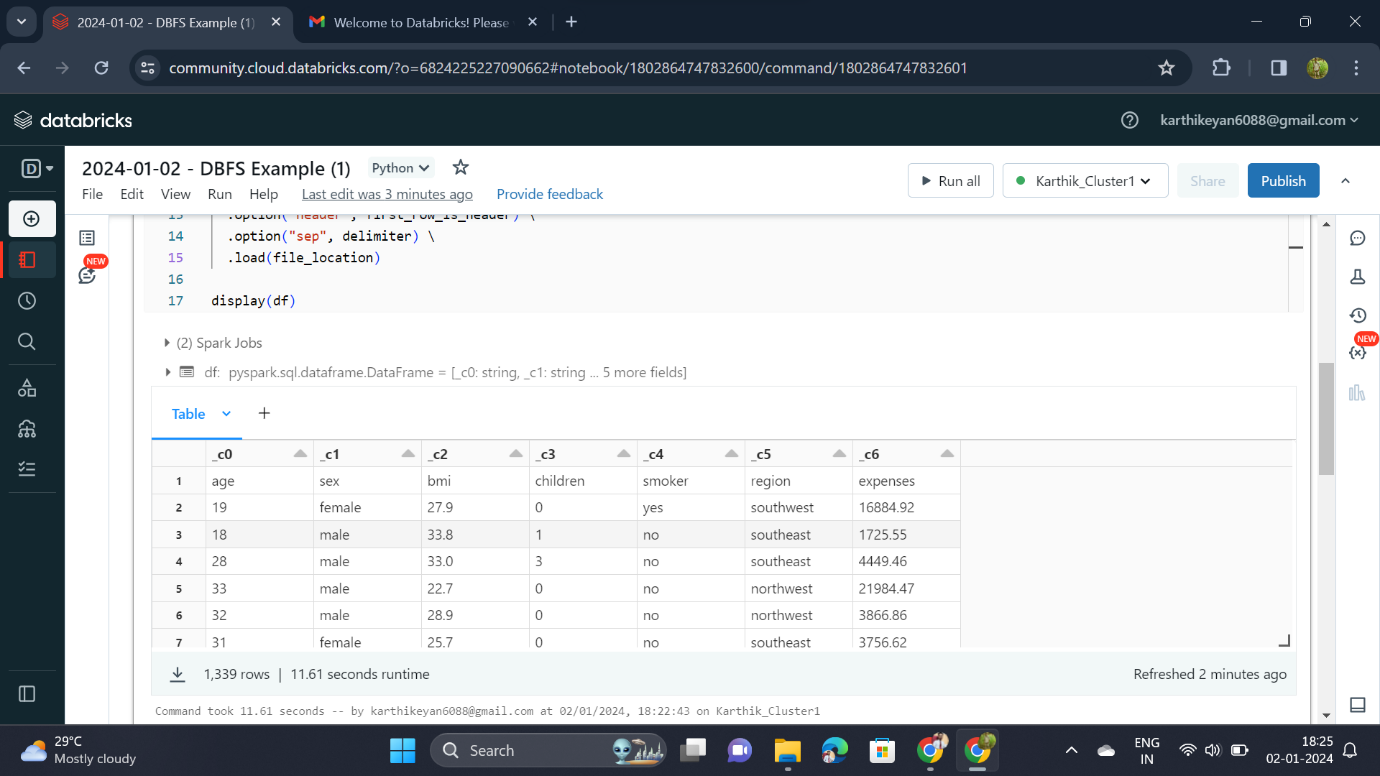 2024-01-02 - DBFS Example (1)
Welcome to Databricks! Please
community.cloud.databricks.com/?o=6824225227090662#notebook/1802864747832600/command/1802864747832601
databricks
karthikeyan6088@gmail.com
D
2024-01-02 - DBFS Example (1) Python
Run all
Karthik_Cluster1
Share
Publish
File Edit View Run Help Last edit was 3 minutes ago Provide feedback
NEW
NEW
13 .option("header", first_row_is_header) \
14 .option("sep", delimiter) \
15 .load(file_location)
16
17 display(df)
(2) Spark Jobs
df: pyspark.sql.dataframe.DataFrame = [_c0: string, _c1: string ... 5 more fields]
Table +
_c0 _c1 _c2 _c3 _c4 _c5 _c6
1 age sex bmi children smoker region expenses
2 19 female 27.9 0 yes southwest 16884.92
3 18 male 33.8 1 no southeast 1725.55
4 28 male 33.0 3 no southeast 4449.46
5 33 male 22.7 0 no northwest 21984.47
6 32 male 28.9 0 no northwest 3866.86
7 31 female 25.7 0 no southeast 3756.62
1,339 rows | 11.61 seconds runtime
Refreshed 2 minutes ago
Command took 11.61 seconds -- by karthikeyan6088@gmail.com at 02/01/2024, 18:22:43 on Karthik_Cluster1
29°C
Mostly cloudy
Search
ENG
IN
18:25
02-01-2024